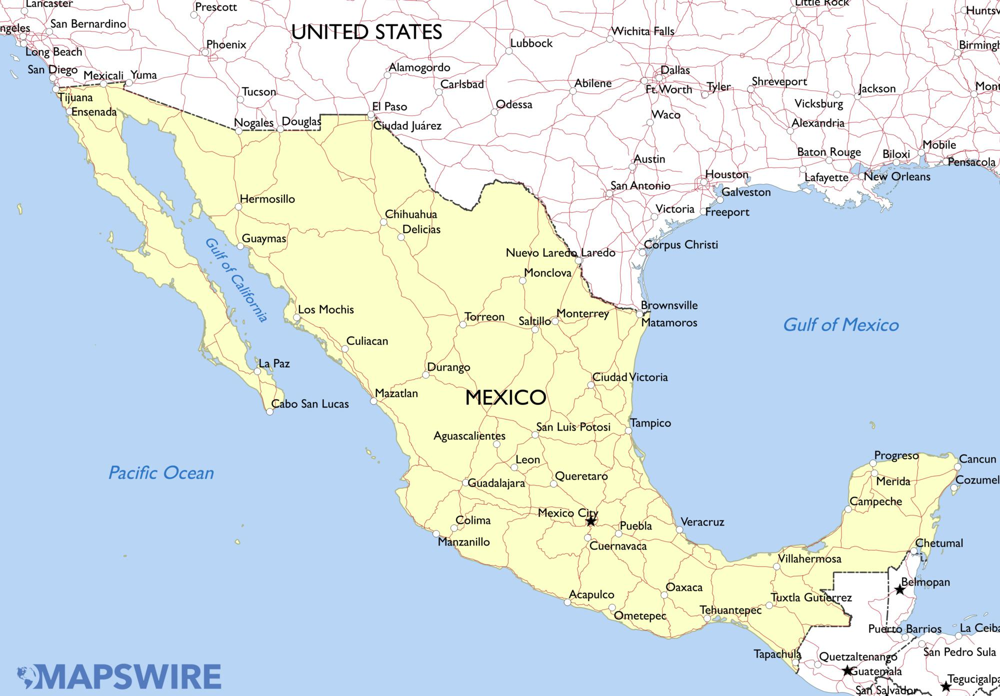 Lancaster
Prescott
Little Rock
Huntsv
San Bernardino
ngeles
UNITED STATES
Wichita Falls
Phoenix
Lubbock
Birmingh
Long Beach
San Diego
Mexicali
Yuma
Alamogordo
Dallas
Carlsbad
Abilene
Shreveport
Ft. Worth
Tyler
Jackson
Mont
Tucson
Tijuana
Ensenada
El Paso
Odessa
Vicksburg
Waco
Nogales
Douglas
Ciudad Juárez
Alexandria
Mobile
Baton Rouge
Biloxi
Austin
Pensacola
Houston
Lafayette
New Orleans
San Antonio
Galveston
Hermosillo
Victoria
Freeport
Chihuahua
Delicias
Guaymas
Corpus Christi
Nuevo Laredo
Laredo
Gulf of California
Monclova
Los Mochis
Brownsville
Torreon
Saltillo
Monterrey
Matamoros
Gulf of Mexico
Culiacan
La Paz
Durango
Ciudad Victoria
Mazatlan
MEXICO
Cabo San Lucas
Tampico
San Luis Potosi
Aguascalientes
Leon
Progreso
Cancun
Pacific Ocean
Queretaro
Guadalajara
Merida
Cozumel
Campeche
Mexico City
Colima
Puebla
Veracruz
Manzanillo
Cuernavaca
Chetumal
Villahermosa
Belmopan
Oaxaca
Acapulco
Tuxtla Gutierrez
Ometepec
Tehuantepec
Puerto Barrios
La Ceiba
Tapachula
Quetzaltenango
San Pedro Sula
Guatemala
MAPSWIRE
Tegucigalpa
San Salvador